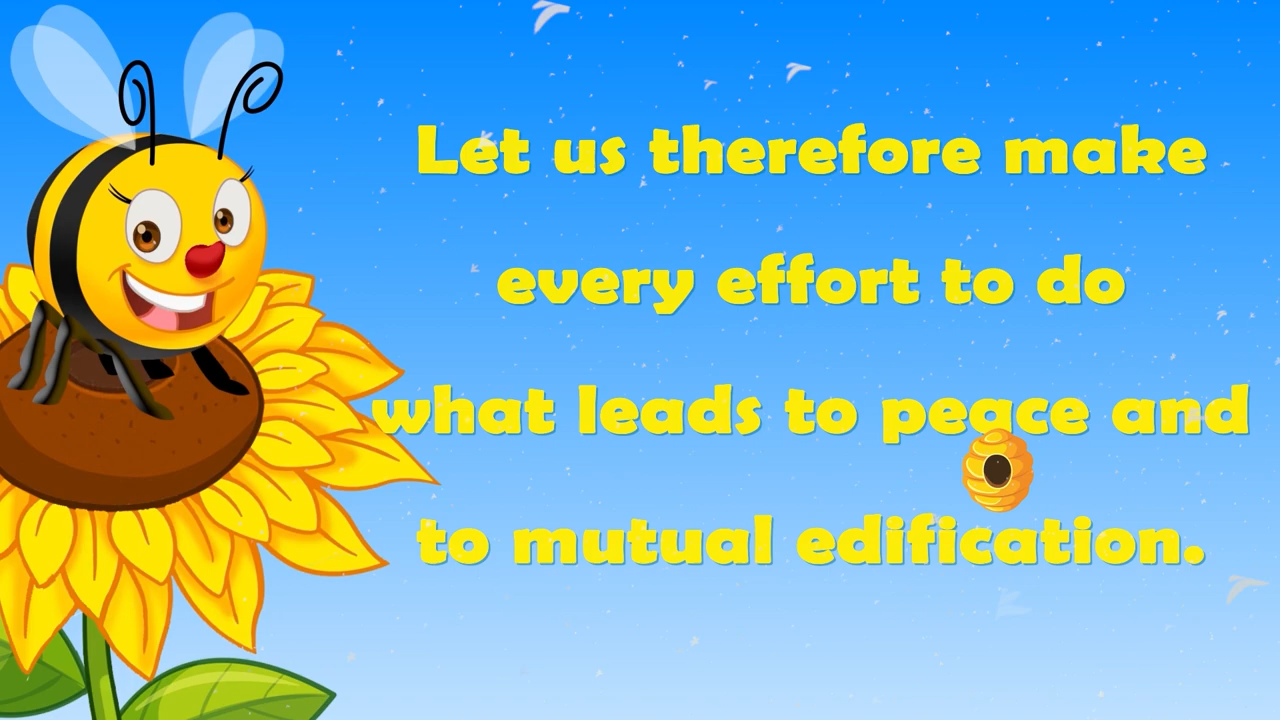 Let us therefore make
every effort to do
what leads to peace and
to mutual edification.